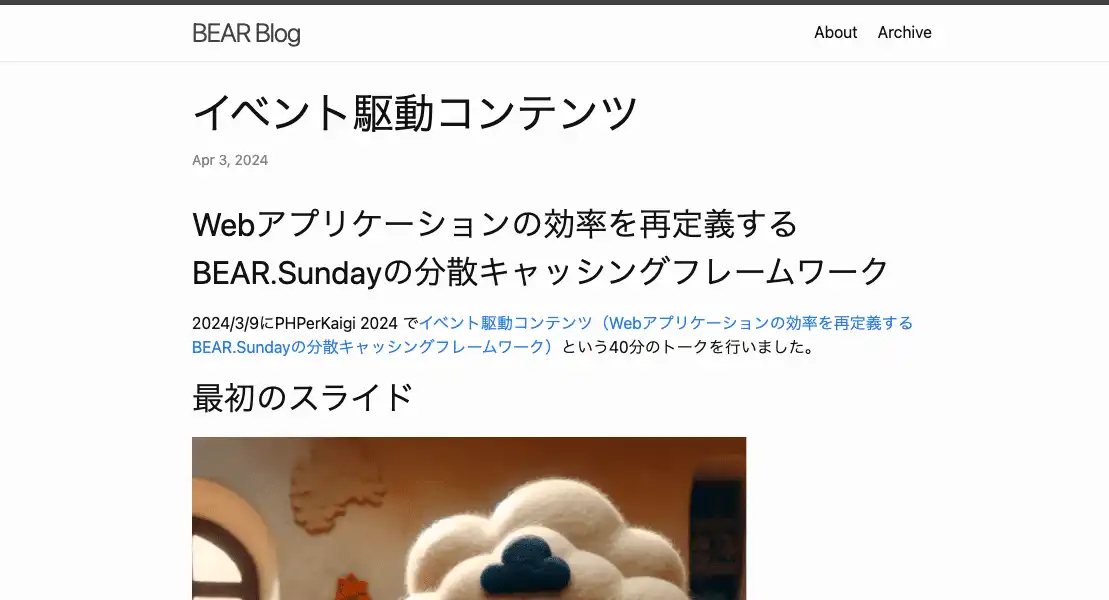 BEAR Blog
About Archive
イベント駆動コンテンツ
Apr 3, 2024
Webアプリケーションの効率を再定義する
BEAR.Sundayの分散キャッシングフレームワーク
2024/3/9にPHPerKaigi 2024 でイベント駆動コンテンツ（Webアプリケーションの効率を再定義する
BEAR.Sundayの分散キャッシングフレームワーク）という40分のトークを行いました。
最初のスライド